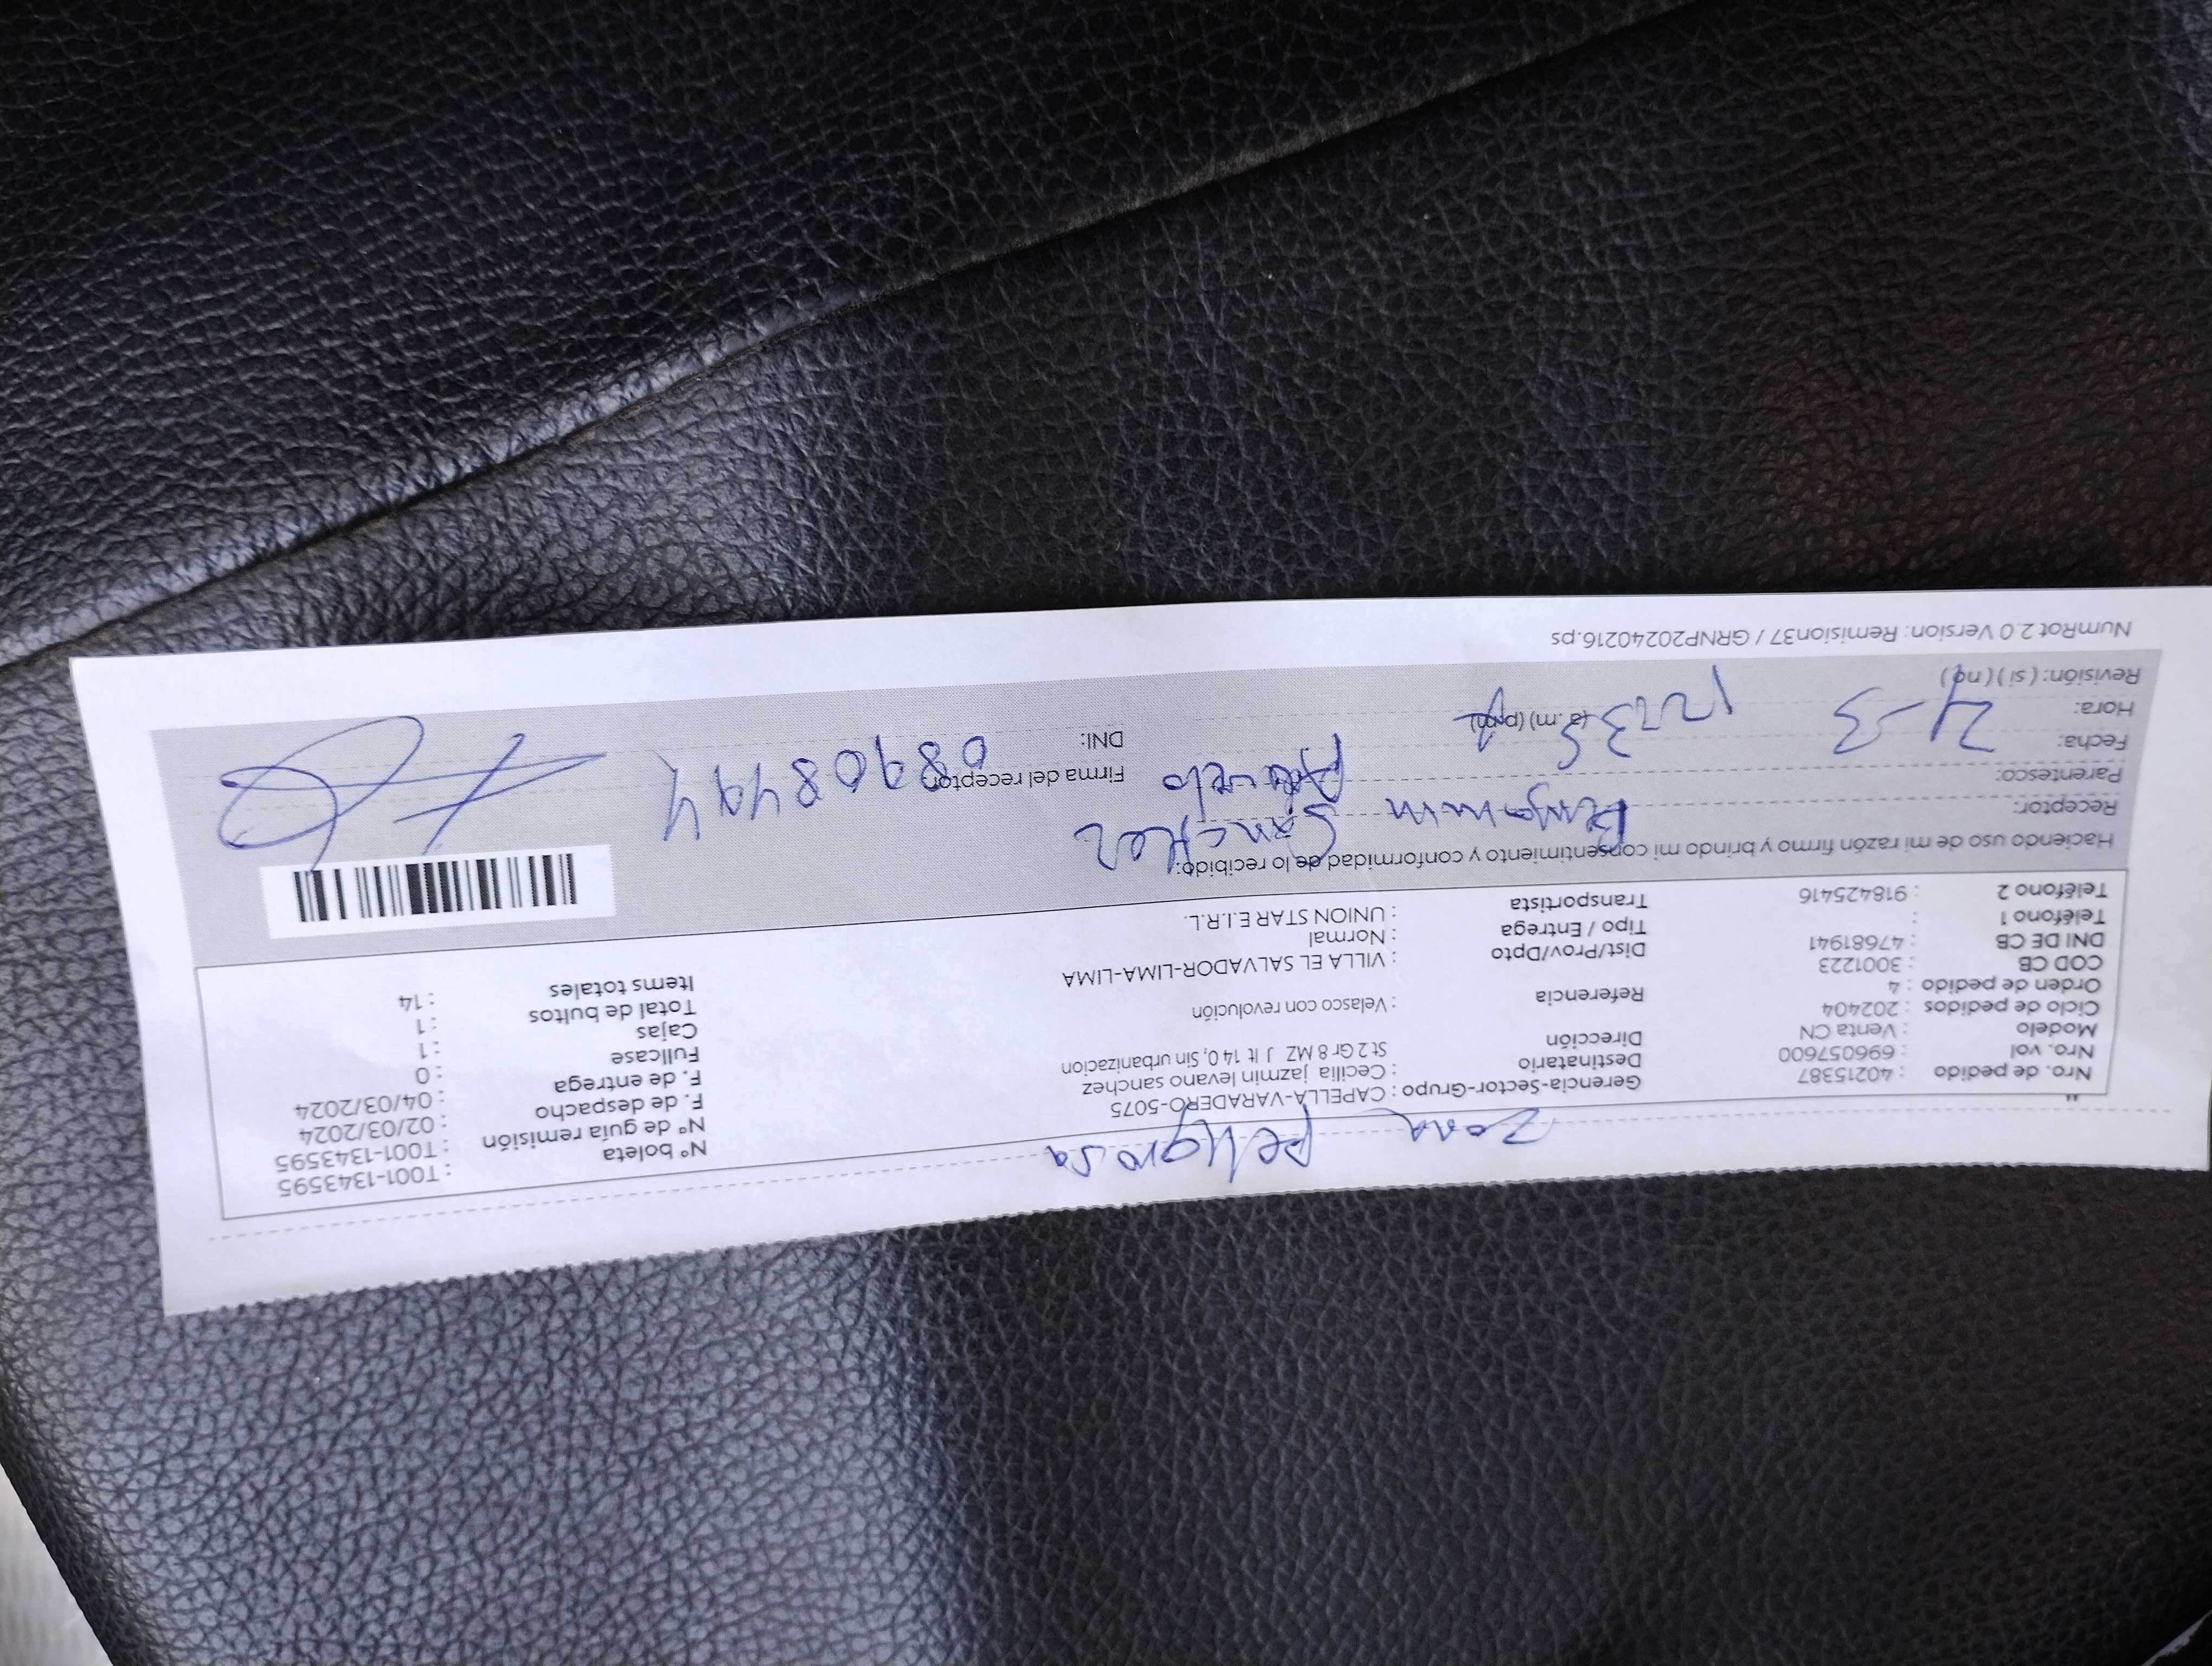 Zona Peligrosa
Nro. de pedido : 40215387
Nro. vol : 696057600
Modelo : Venta CN
Ciclo de pedidos : 202404
Orden de pedido : 4
COD CB : 3001223
DNI DE CB : 47681941
Teléfono 1 :
Teléfono 2 : 918425416
Gerencia-Sector-Grupo : CAPELLA-VARADERO-5075
Destinatario : Cecilia jazmin levano sanchez
Dirección St 2 Gr 8 MZ J lt 14 0, Sin urbanizacion
Referencia : Velasco con revolución
Dist/Prov/Dpto : VILLA EL SALVADOR-LIMA-LIMA
Tipo / Entrega : Normal
Transportista : UNION STAR E.I.R.L.
N° boleta : T001-1343595
N° de guía remisión : T001-1343595
F. de despacho : 02/03/2024
F. de entrega : 04/03/2024
Fullcase : 0
Cajas : 1
Total de bultos : 1
Items totales : 14
Haciendo uso de mi razón firmo y brindo mi consentimiento y conformidad de lo recibido:
Receptor: Benjamin Sanchez
Parentesco: Abuelo
Fecha: 4-3
Hora: 1235 (a.m) (p.m)
Revisión: ( si ) ( no )
Firma del receptor
DNI: 08908494
NumRot 2.0 Version: Remision37 / GRNP20240216.ps